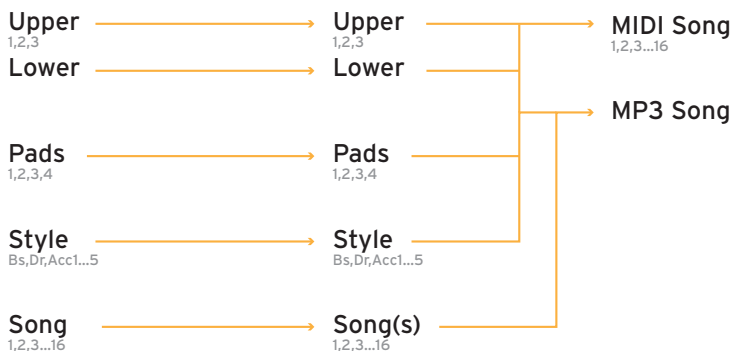 Upper
1,2,3
Lower
Pads
1,2,3,4
Style
Bs,Dr,Acc1...5
Song
1,2,3...16
Upper
1,2,3
Lower
Pads
1,2,3,4
Style
Bs,Dr,Acc1...5
Song(s)
1,2,3...16
MIDI Song
1,2,3...16
MP3 Song